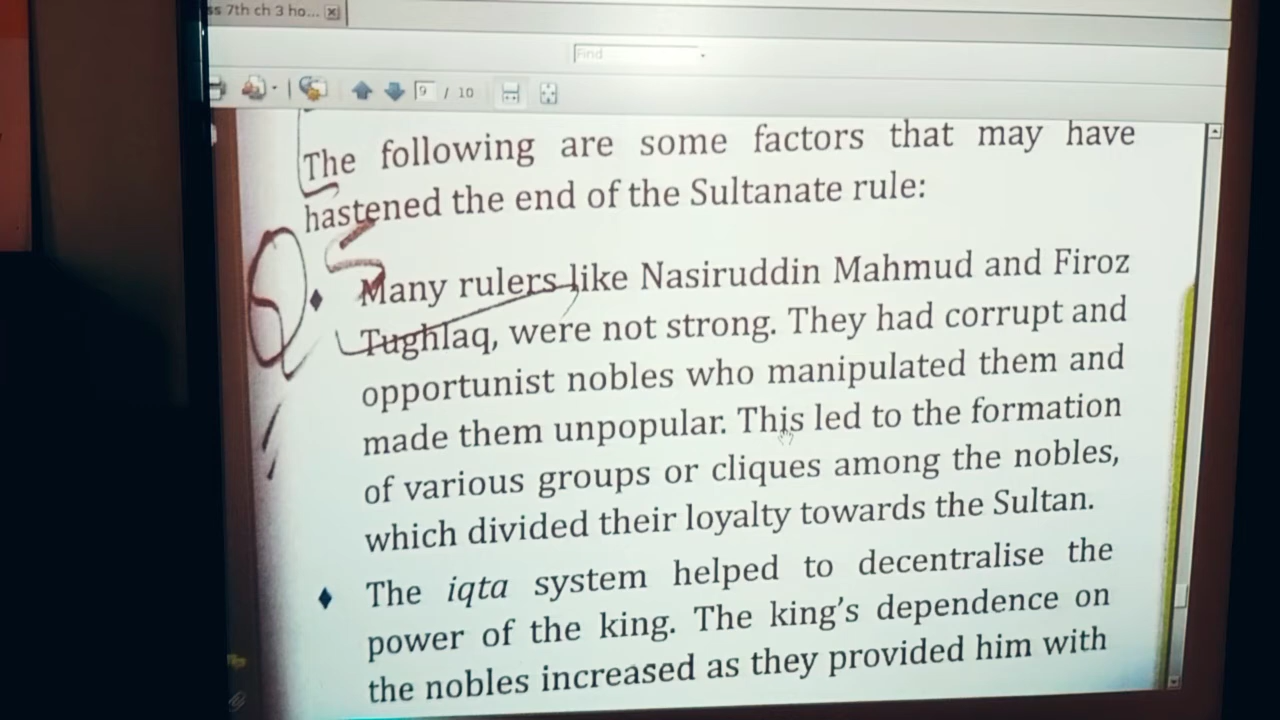 ss 7th ch 3 ho...
Find
9 / 10
The following are some factors that may have
hastened the end of the Sultanate rule:
Many rulers like Nasiruddin Mahmud and Firoz
Tughlaq, were not strong. They had corrupt and
opportunist nobles who manipulated them and
made them unpopular. This led to the formation
of various groups or cliques among the nobles,
which divided their loyalty towards the Sultan.
The iqta system helped to decentralise the
power of the king. The king's dependence on
the nobles increased as they provided him with